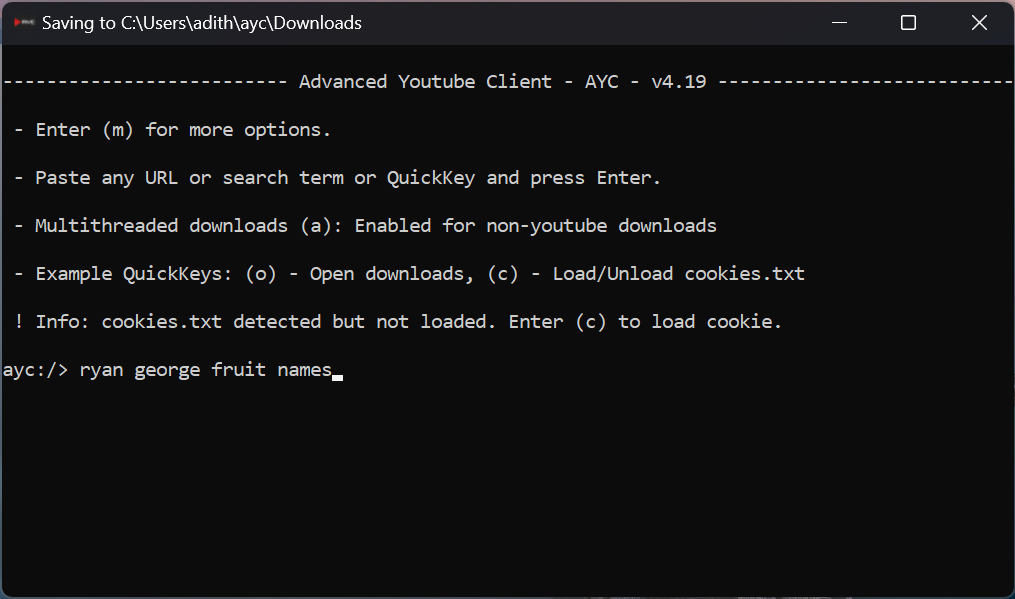 Saving to C:\Users\adith\ayc\Downloads
-------------------------- Advanced Youtube Client - AYC - v4.19 ---------------------------
- Enter (m) for more options.
- Paste any URL or search term or QuickKey and press Enter.
- Multithreaded downloads (a): Enabled for non-youtube downloads
- Example QuickKeys: (o) - Open downloads, (c) - Load/Unload cookies.txt
! Info: cookies.txt detected but not loaded. Enter (c) to load cookie.
ayc:/> ryan george fruit names